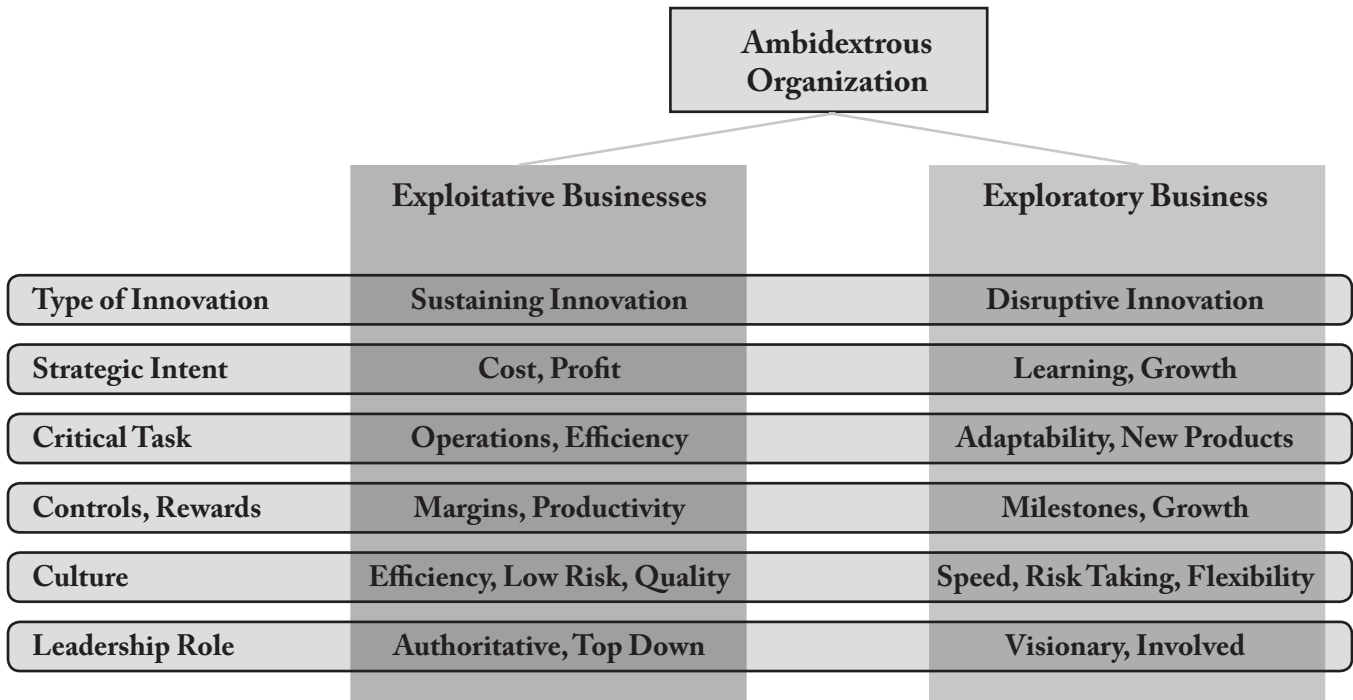 Ambidextrous
Organization
Exploitative Businesses Exploratory Business
Type of Innovation Sustaining Innovation Disruptive Innovation
Strategic Intent Cost, Profit Learning, Growth
Critical Task Operations, Efficiency Adaptability, New Products
Controls, Rewards Margins, Productivity Milestones, Growth
Culture Efficiency, Low Risk, Quality Speed, Risk Taking, Flexibility
Leadership Role Authoritative, Top Down Visionary, Involved